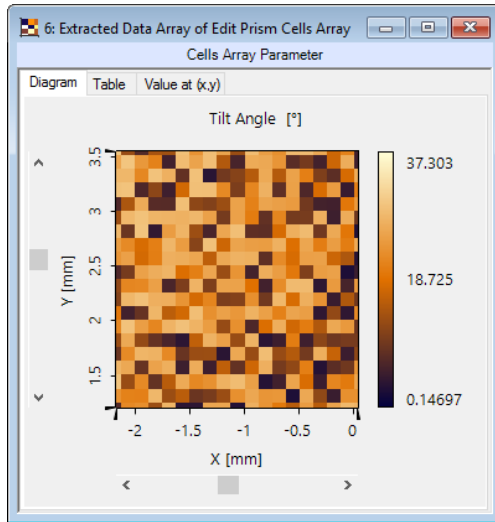 6: Extracted Data Array of Edit Prism Cells Array
Cells Array Parameter
Diagram Table Value at (x,y)
Tilt Angle [°]
3.5
3
2.5
2
1.5
Y [mm]
37.303
18.725
0.14697
-2 -1.5 -1 -0.5 0
X [mm]